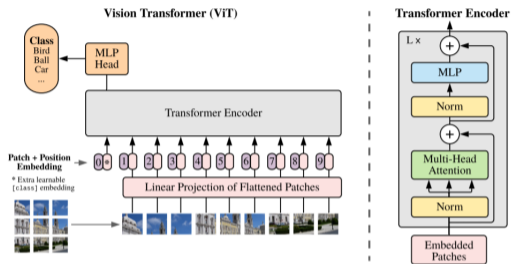 Vision Transformer (ViT)
Class
Bird
Ball
Car
...
MLP
Head
Transformer Encoder
Patch + Position
Embedding
* Extra learnable
[class] embedding
0 * 1 2 3 4 5 6 7 8 9
Linear Projection of Flattened Patches
Transformer Encoder
L ×
+
MLP
Norm
+
Multi-Head
Attention
Norm
Embedded
Patches